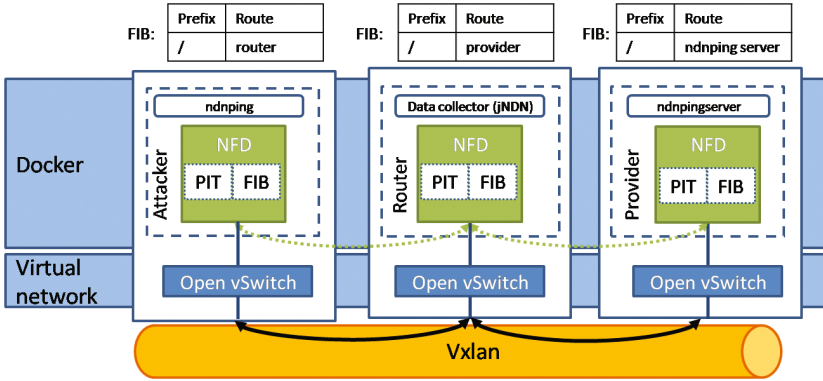 FIB:
Prefix Route
/ router
FIB:
Prefix Route
/ provider
FIB:
Prefix Route
/ ndnping server
Docker
Virtual
network
ndnping
Attacker
NFD
PIT FIB
Open vSwitch
Data collector (jNDN)
Router
NFD
PIT FIB
Open vSwitch
ndnpingserver
Provider
NFD
PIT FIB
Open vSwitch
Vxlan